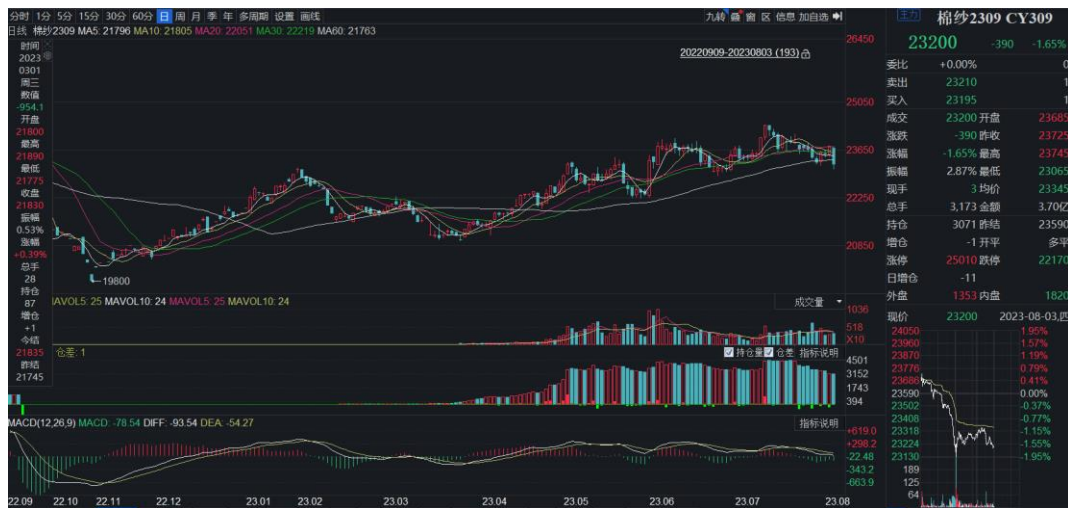 分时 1分 5分 15分 30分 60分 日 周 月 季 年 多周期 设置 画线
九转 叠 窗 区 信息 加自选
日线 棉纱2309 MA5: 21796 MA10: 21805 MA20: 22051 MA30: 22219 MA60: 21763
时间
2023
0301
周三
数值
-954.1
开盘
21800
最高
21890
最低
21775
收盘
21830
振幅
0.53%
涨幅
+0.39%
总手
28
持仓
87
增仓
+1
今结
21835
昨结
21745
20220909-20230803 (193)
19800
26450
25050
23650
22250
20850
MAVOL5: 25 MAVOL10: 24 MAVOL5: 25 MAVOL10: 24
成交量
1036
518
X10
仓差: 1
持仓量 仓差 指标说明
4501
3152
1743
394
MACD(12,26,9) MACD: -78.54 DIFF: -93.54 DEA: -54.27
指标说明
+619.0
+298.2
-22.48
-343.2
-663.9
22.09 22.10 22.11 22.12 23.01 23.02 23.03 23.04 23.05 23.06 23.07 23.08
主力 棉纱2309 CY309
23200 -390 -1.65%
委比 +0.00% 0
卖出 23210 1
买入 23195 1
成交 23200 开盘 23685
涨跌 -390 昨收 23725
涨幅 -1.65% 最高 23745
振幅 2.87% 最低 23065
现手 3 均价 23345
总手 3,173 金额 3.70亿
持仓 3071 昨结 23590
增仓 -1 开平 多平
涨停 25010 跌停 22170
日增仓 -11
外盘 1353 内盘 1820
现价 23200 2023-08-03,四
24050 1.95%
23960 1.57%
23870 1.19%
23776 0.79%
23686 0.41%
23590 0.00%
23502 -0.37%
23408 -0.77%
23318 -1.15%
23224 -1.55%
23130 -1.95%
189
125
64